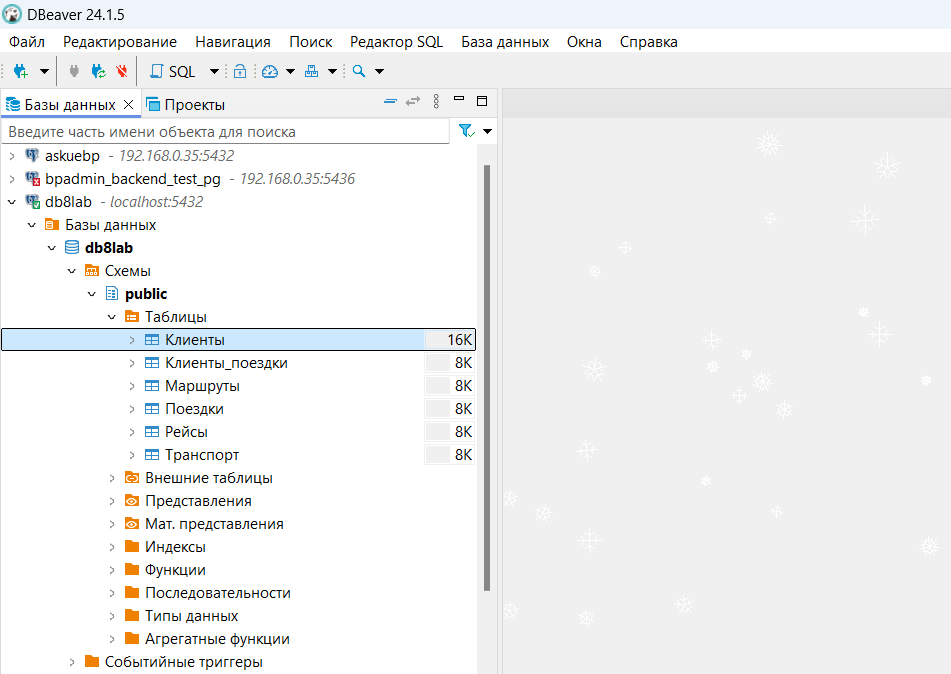 DBeaver 24.1.5
Файл Редактирование Навигация Поиск Редактор SQL База данных Окна Справка
SQL
Базы данных Проекты
Введите часть имени объекта для поиска
askuebp - 192.168.0.35:5432
bpadmin_backend_test_pg - 192.168.0.35:5436
db8lab - localhost:5432
Базы данных
db8lab
Схемы
public
Таблицы
Клиенты 16K
Клиенты_поездки 8K
Маршруты 8K
Поездки 8K
Рейсы 8K
Транспорт 8K
Внешние таблицы
Представления
Мат. представления
Индексы
Функции
Последовательности
Типы данных
Агрегатные функции
Событийные триггеры